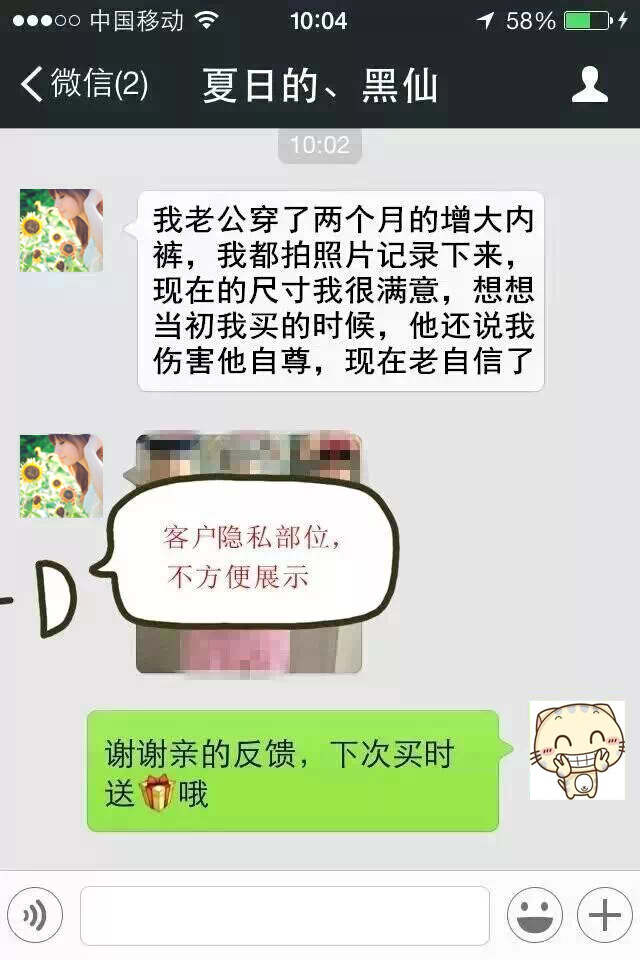 中国移动 10:04 58%
微信(2) 夏日的、黑仙
10:02
我老公穿了两个月的增大内
裤，我都拍照片记录下来，
现在的尺寸我很满意，想想
当初我买的时候，他还说我
伤害他自尊，现在老自信了
客户隐私部位，
不方便展示
谢谢亲的反馈，下次买时
送🎁哦